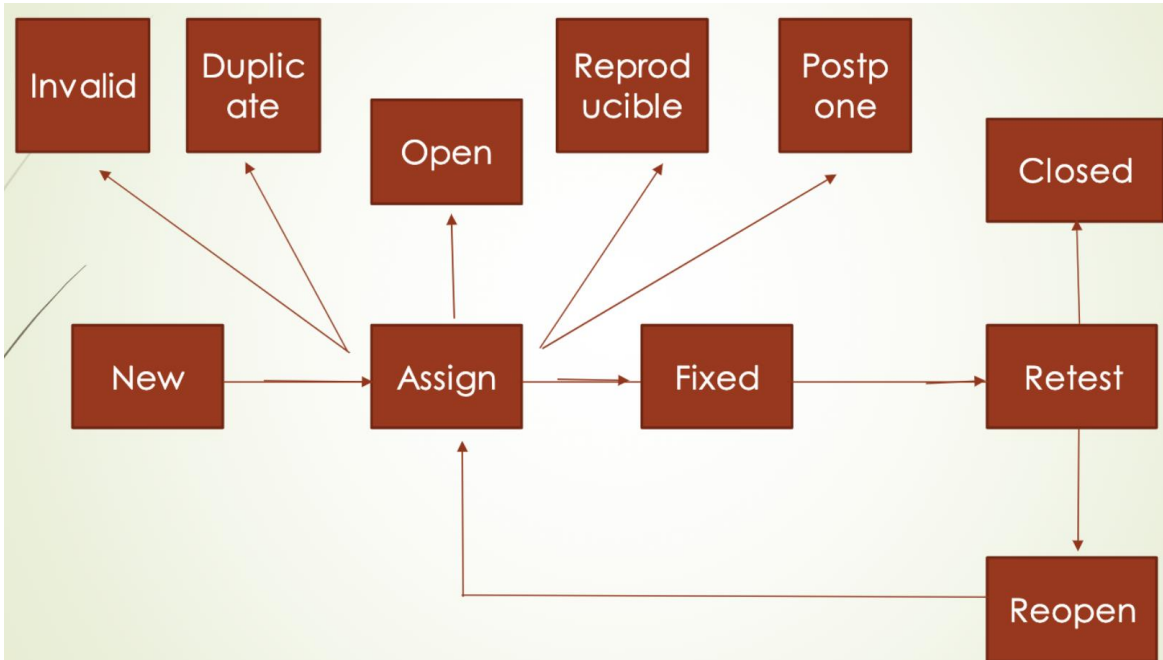 Invalid
Duplic
ate
Open
Reprod
ucible
Postp
one
Closed
New
Assign
Fixed
Retest
Reopen